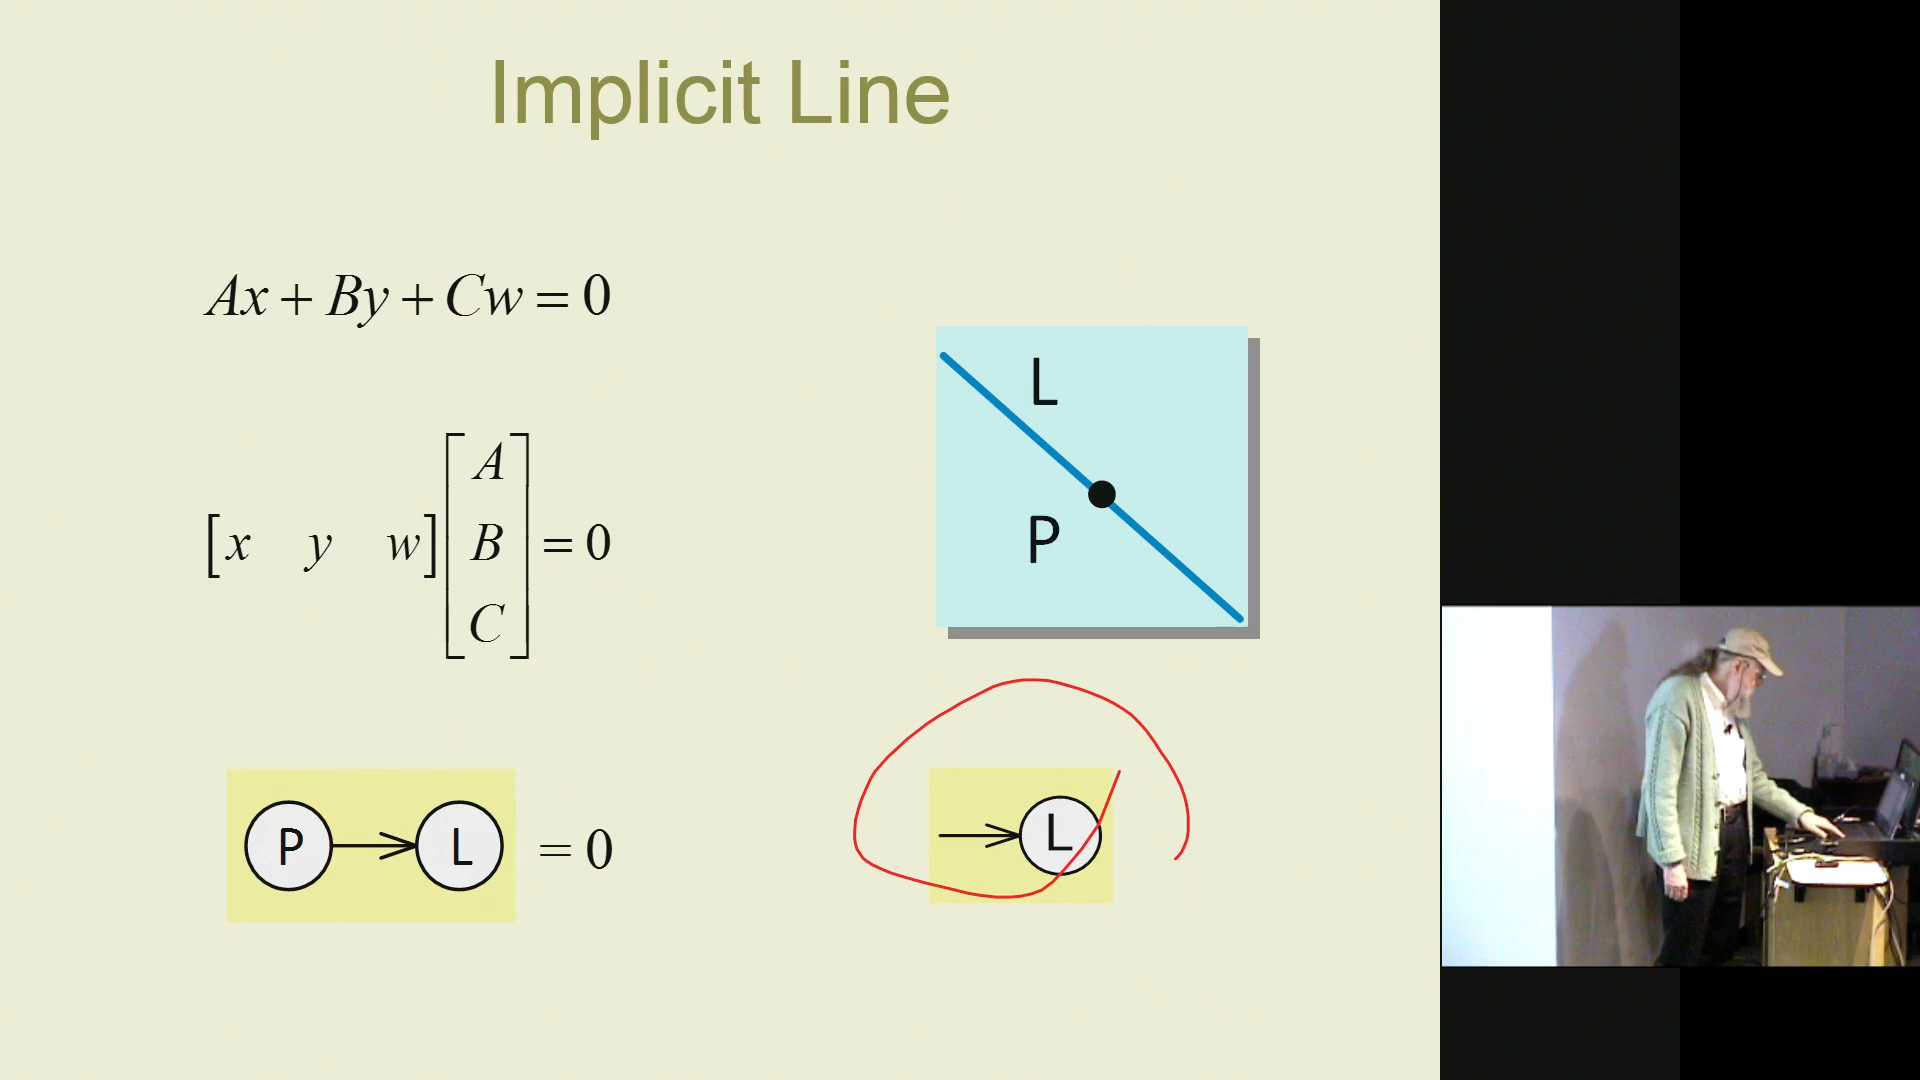 Implicit Line
Ax + By + Cw = 0
[x y w] [A B C] = 0
L
P
P → L = 0
→ L